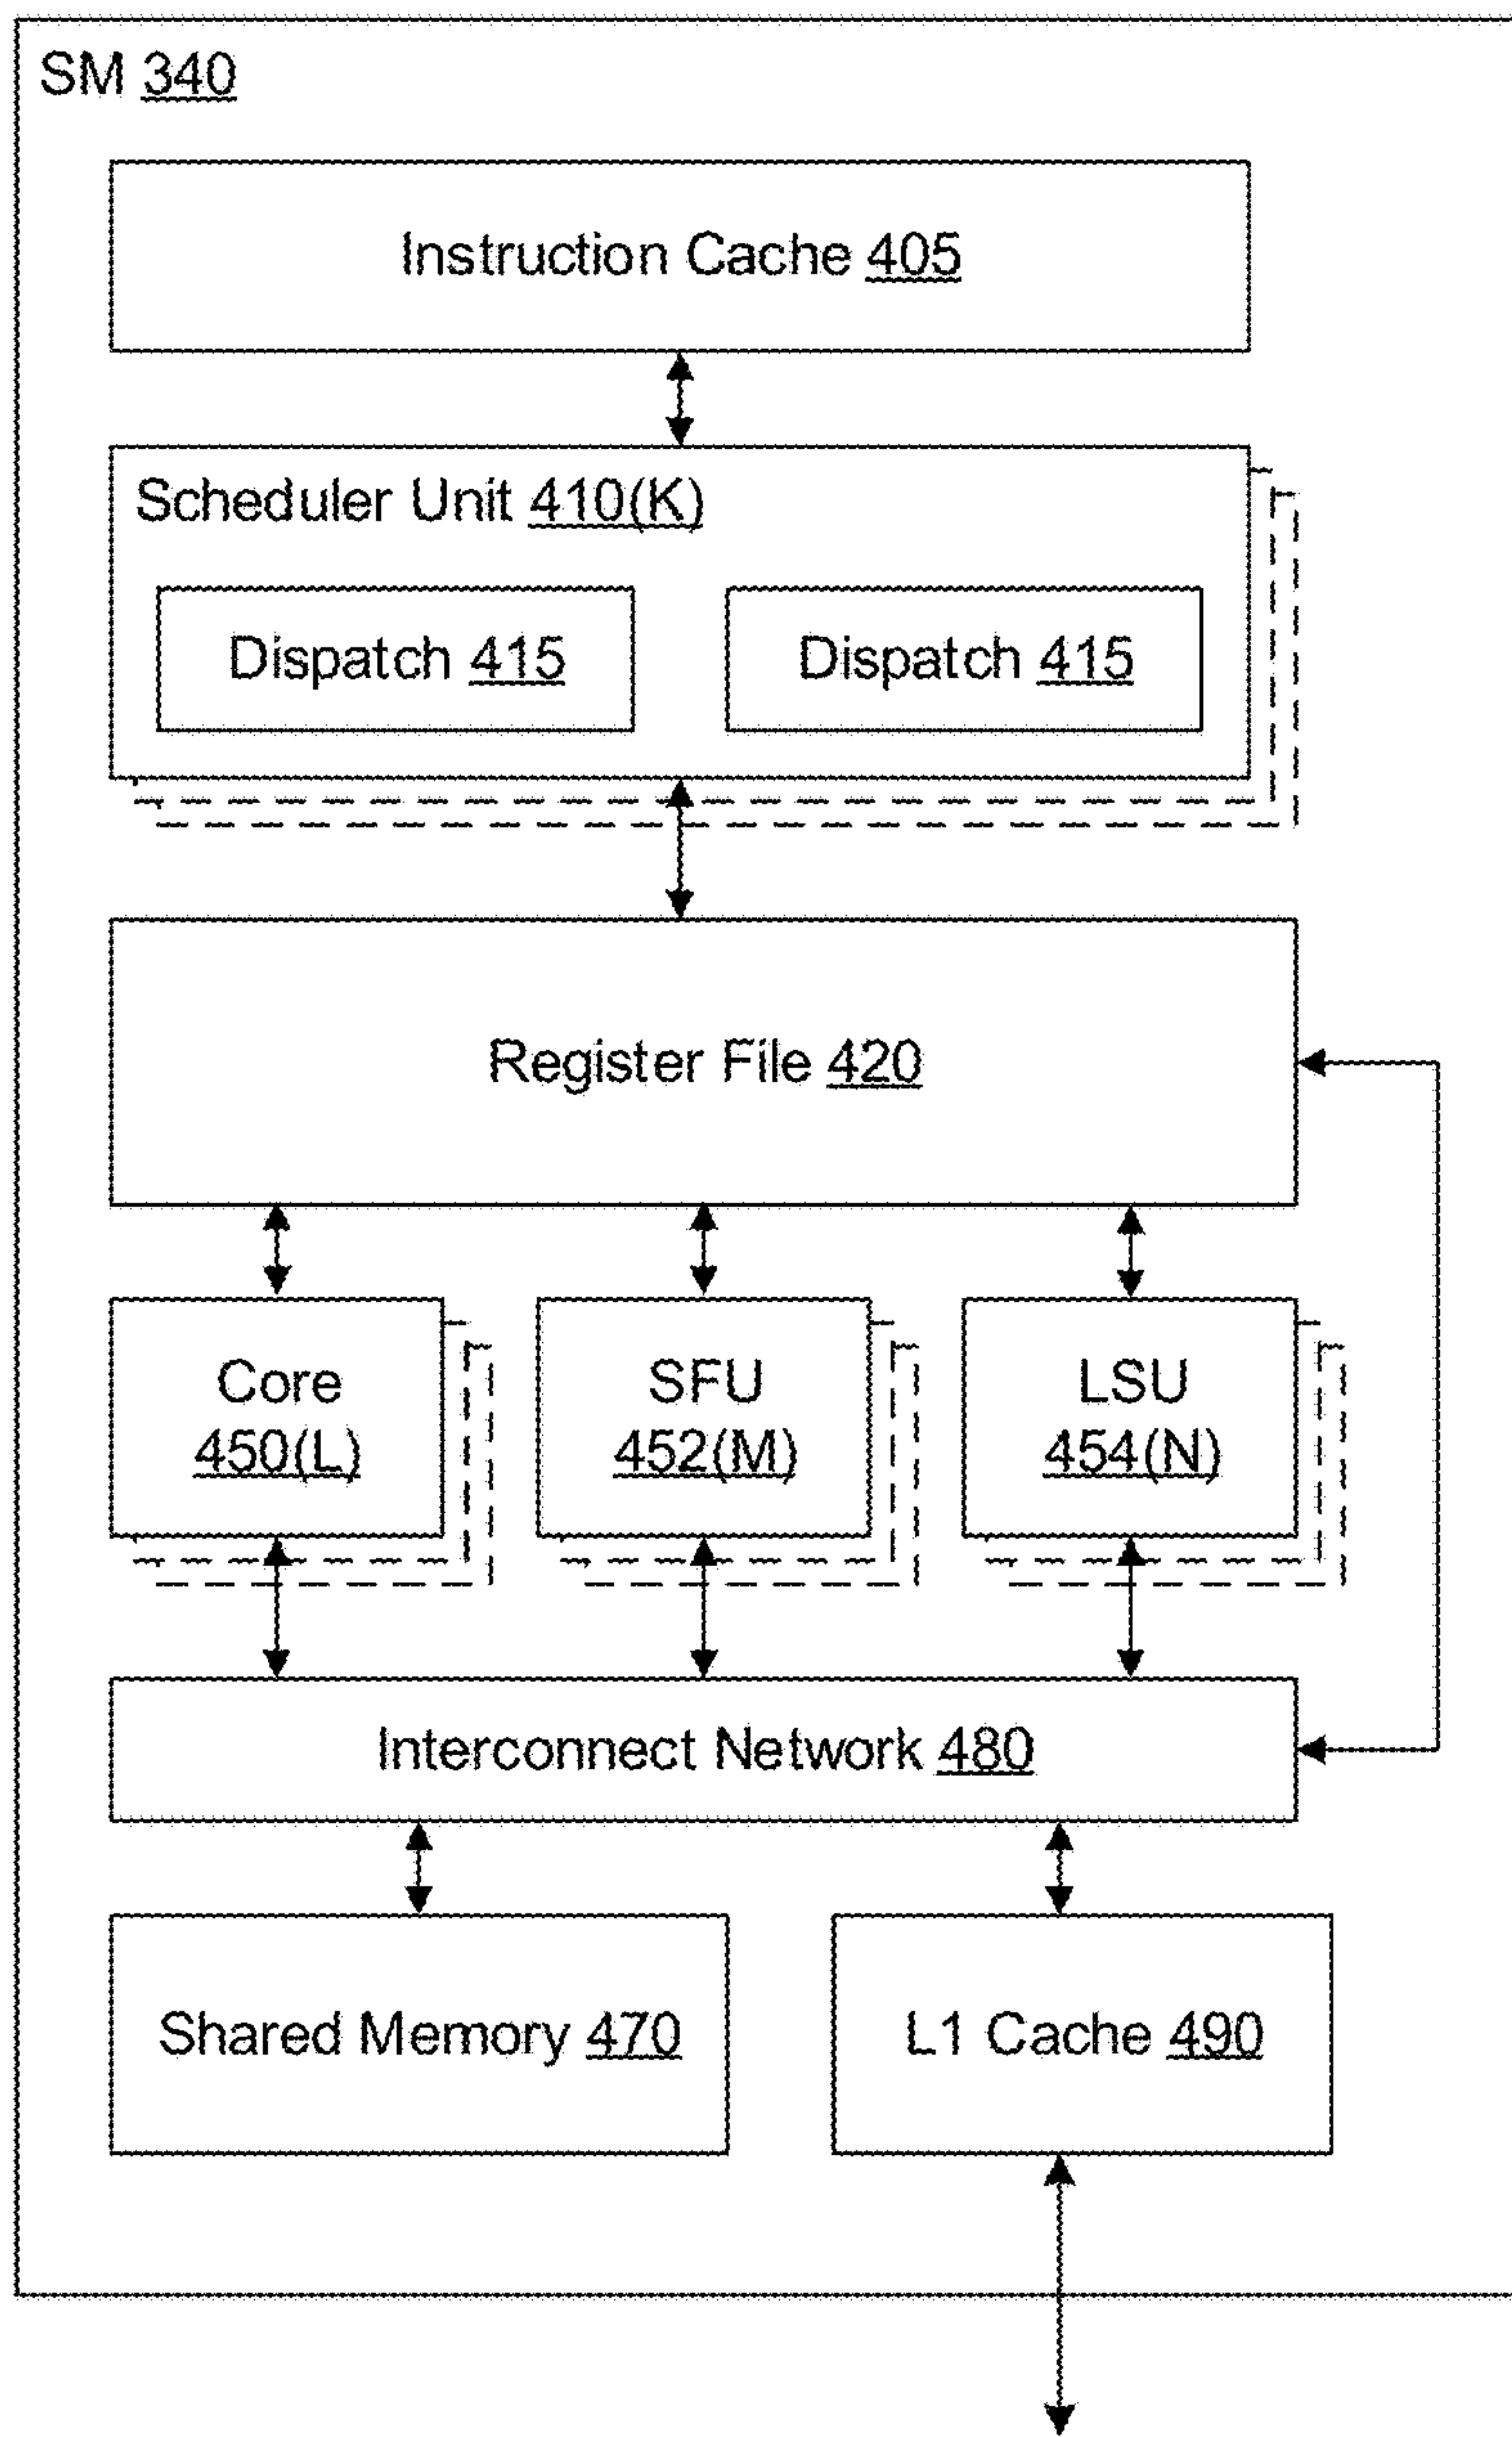 SM 340
Instruction Cache 405
Scheduler Unit 410(K)
Dispatch 415
Dispatch 415
Register File 420
Core
450(L)
SFU
452(M)
LSU
454(N)
Interconnect Network 480
Shared Memory 470
L1 Cache 490